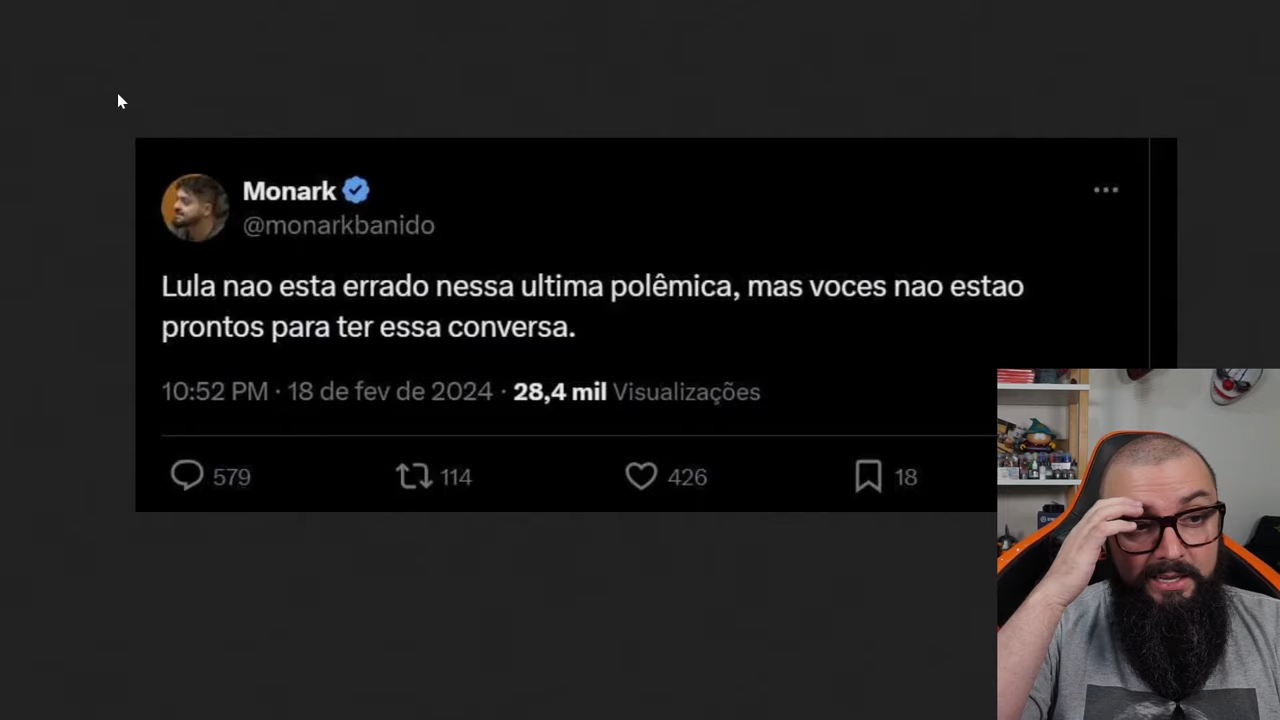 Monark
@monarkbanido
Lula nao esta errado nessa ultima polêmica, mas voces nao estao
prontos para ter essa conversa.
10:52 PM · 18 de fev de 2024 · 28,4 mil Visualizações
579 114 426 18